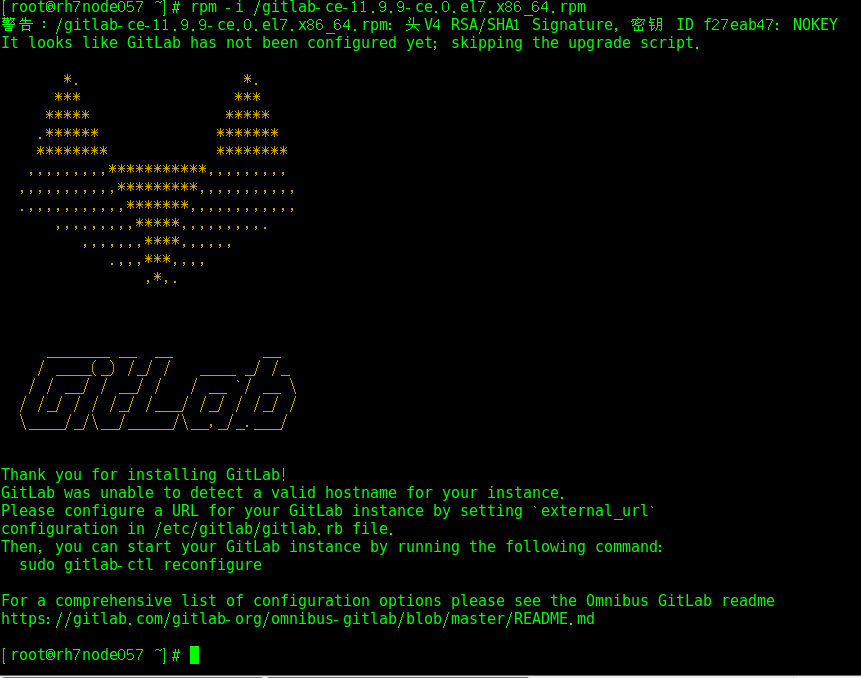 [root@rh7node057 ~]# rpm -i /gitlab-ce-11.9.9-ce.0.el7.x86_64.rpm
警告：/gitlab-ce-11.9.9-ce.0.el7.x86_64.rpm: 头V4 RSA/SHA1 Signature, 密钥 ID f27eab47: NOKEY
It looks like GitLab has not been configured yet; skipping the upgrade script.
GitLab
Thank you for installing GitLab!
GitLab was unable to detect a valid hostname for your instance.
Please configure a URL for your GitLab instance by setting `external_url`
configuration in /etc/gitlab/gitlab.rb file.
Then, you can start your GitLab instance by running the following command:
sudo gitlab-ctl reconfigure
For a comprehensive list of configuration options please see the Omnibus GitLab readme
https://gitlab.com/gitlab-org/omnibus-gitlab/blob/master/README.md
[root@rh7node057 ~]#